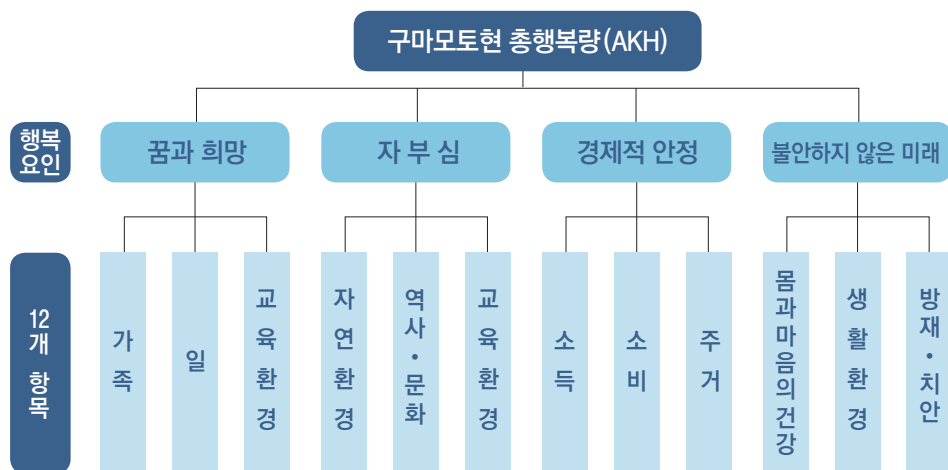 구마모토현 총행복량(AKH)
행복
요인
꿈과 희망
자 부 심
경제적 안정
불안하지 않은 미래
12
개
항
목
가족
일
교육환경
자연환경
역사·문화
교육환경
소득
소비
주거
몸과마음의건강
생활환경
방재·치안